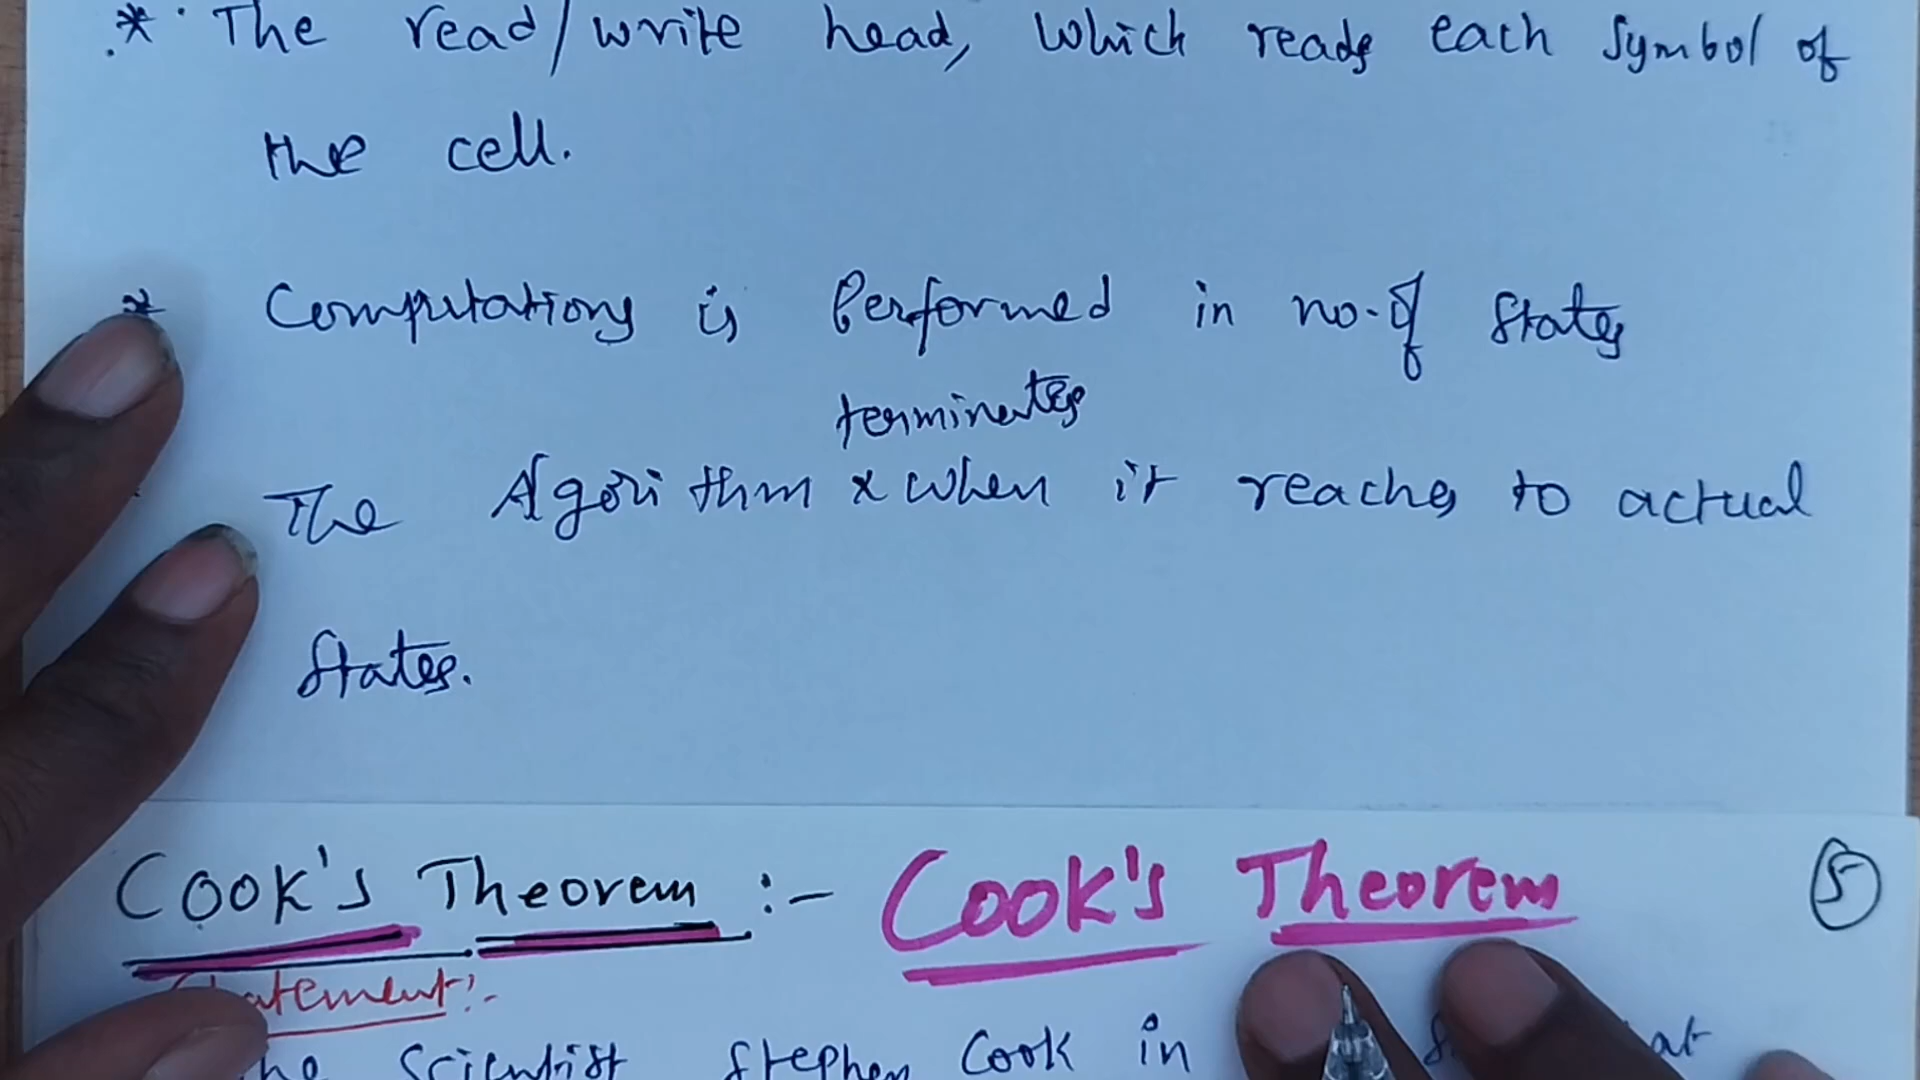 * The read/write head, which reads each symbol of
the cell.
* Computations is performed in no. of states
terminates
The Algorithm x when it reaches to actual
states.
Cook's Theorem :- Cook's Theorem 5
Scientist Stephen Cook in